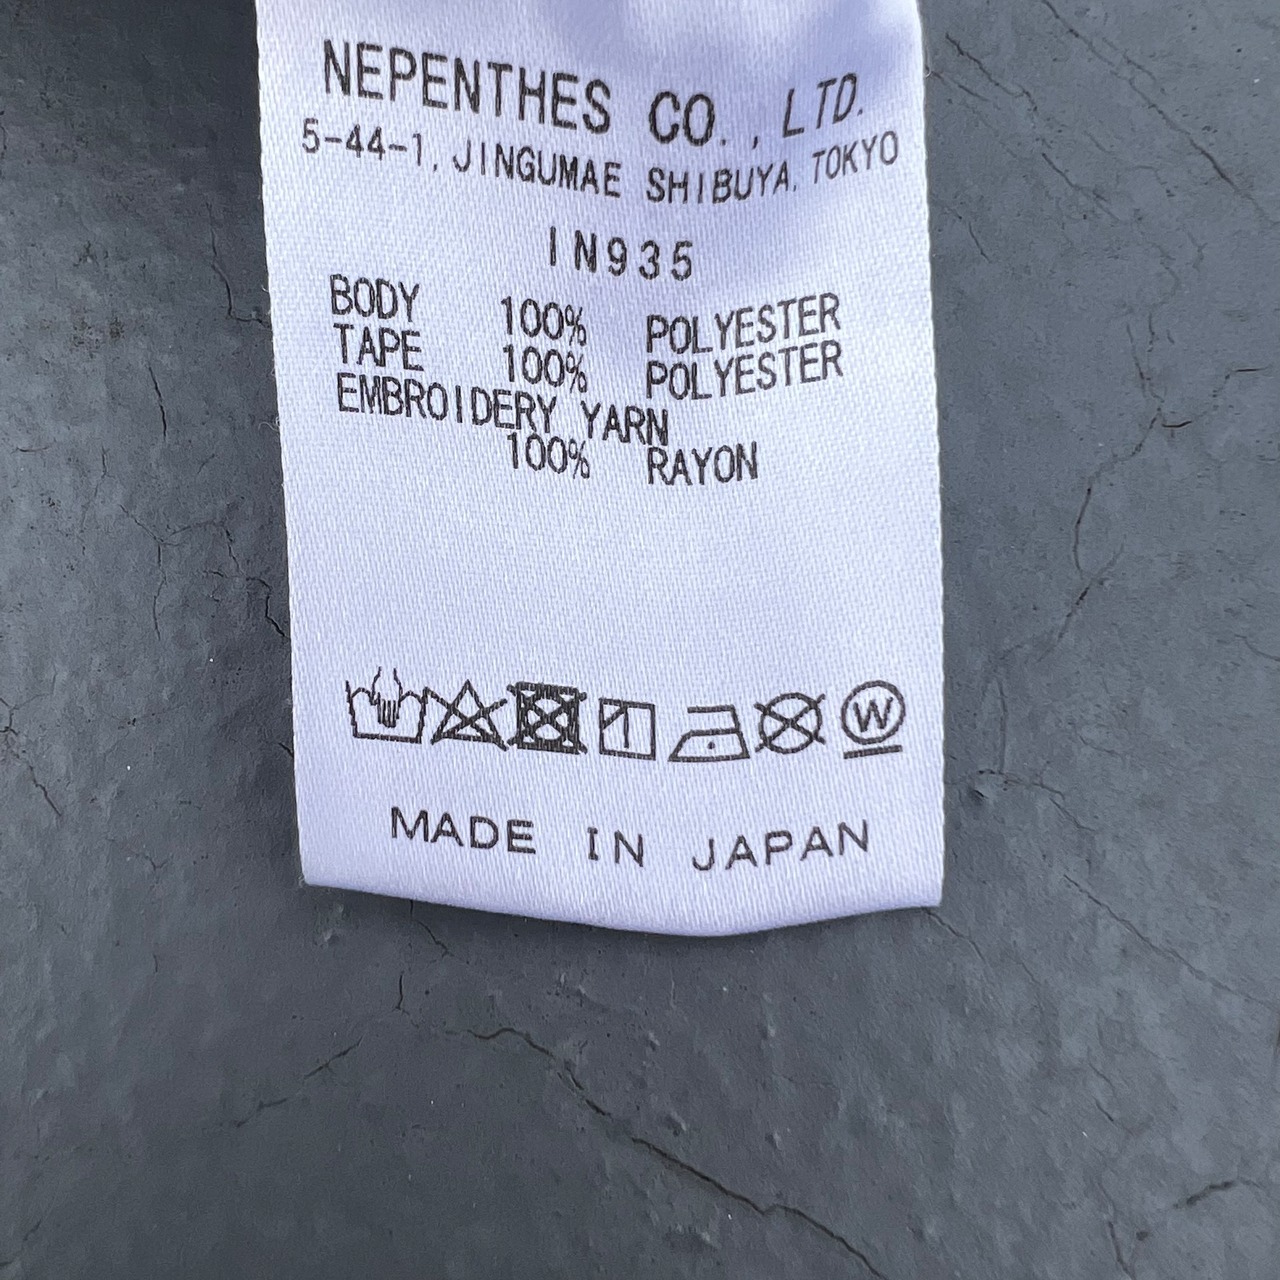 NEPENTHES CO., LTD.
5-44-1, JINGUMAE SHIBUYA, TOKYO
IN935
BODY 100% POLYESTER
TAPE 100% POLYESTER
EMBROIDERY YARN
100% RAYON
W
MADE IN JAPAN